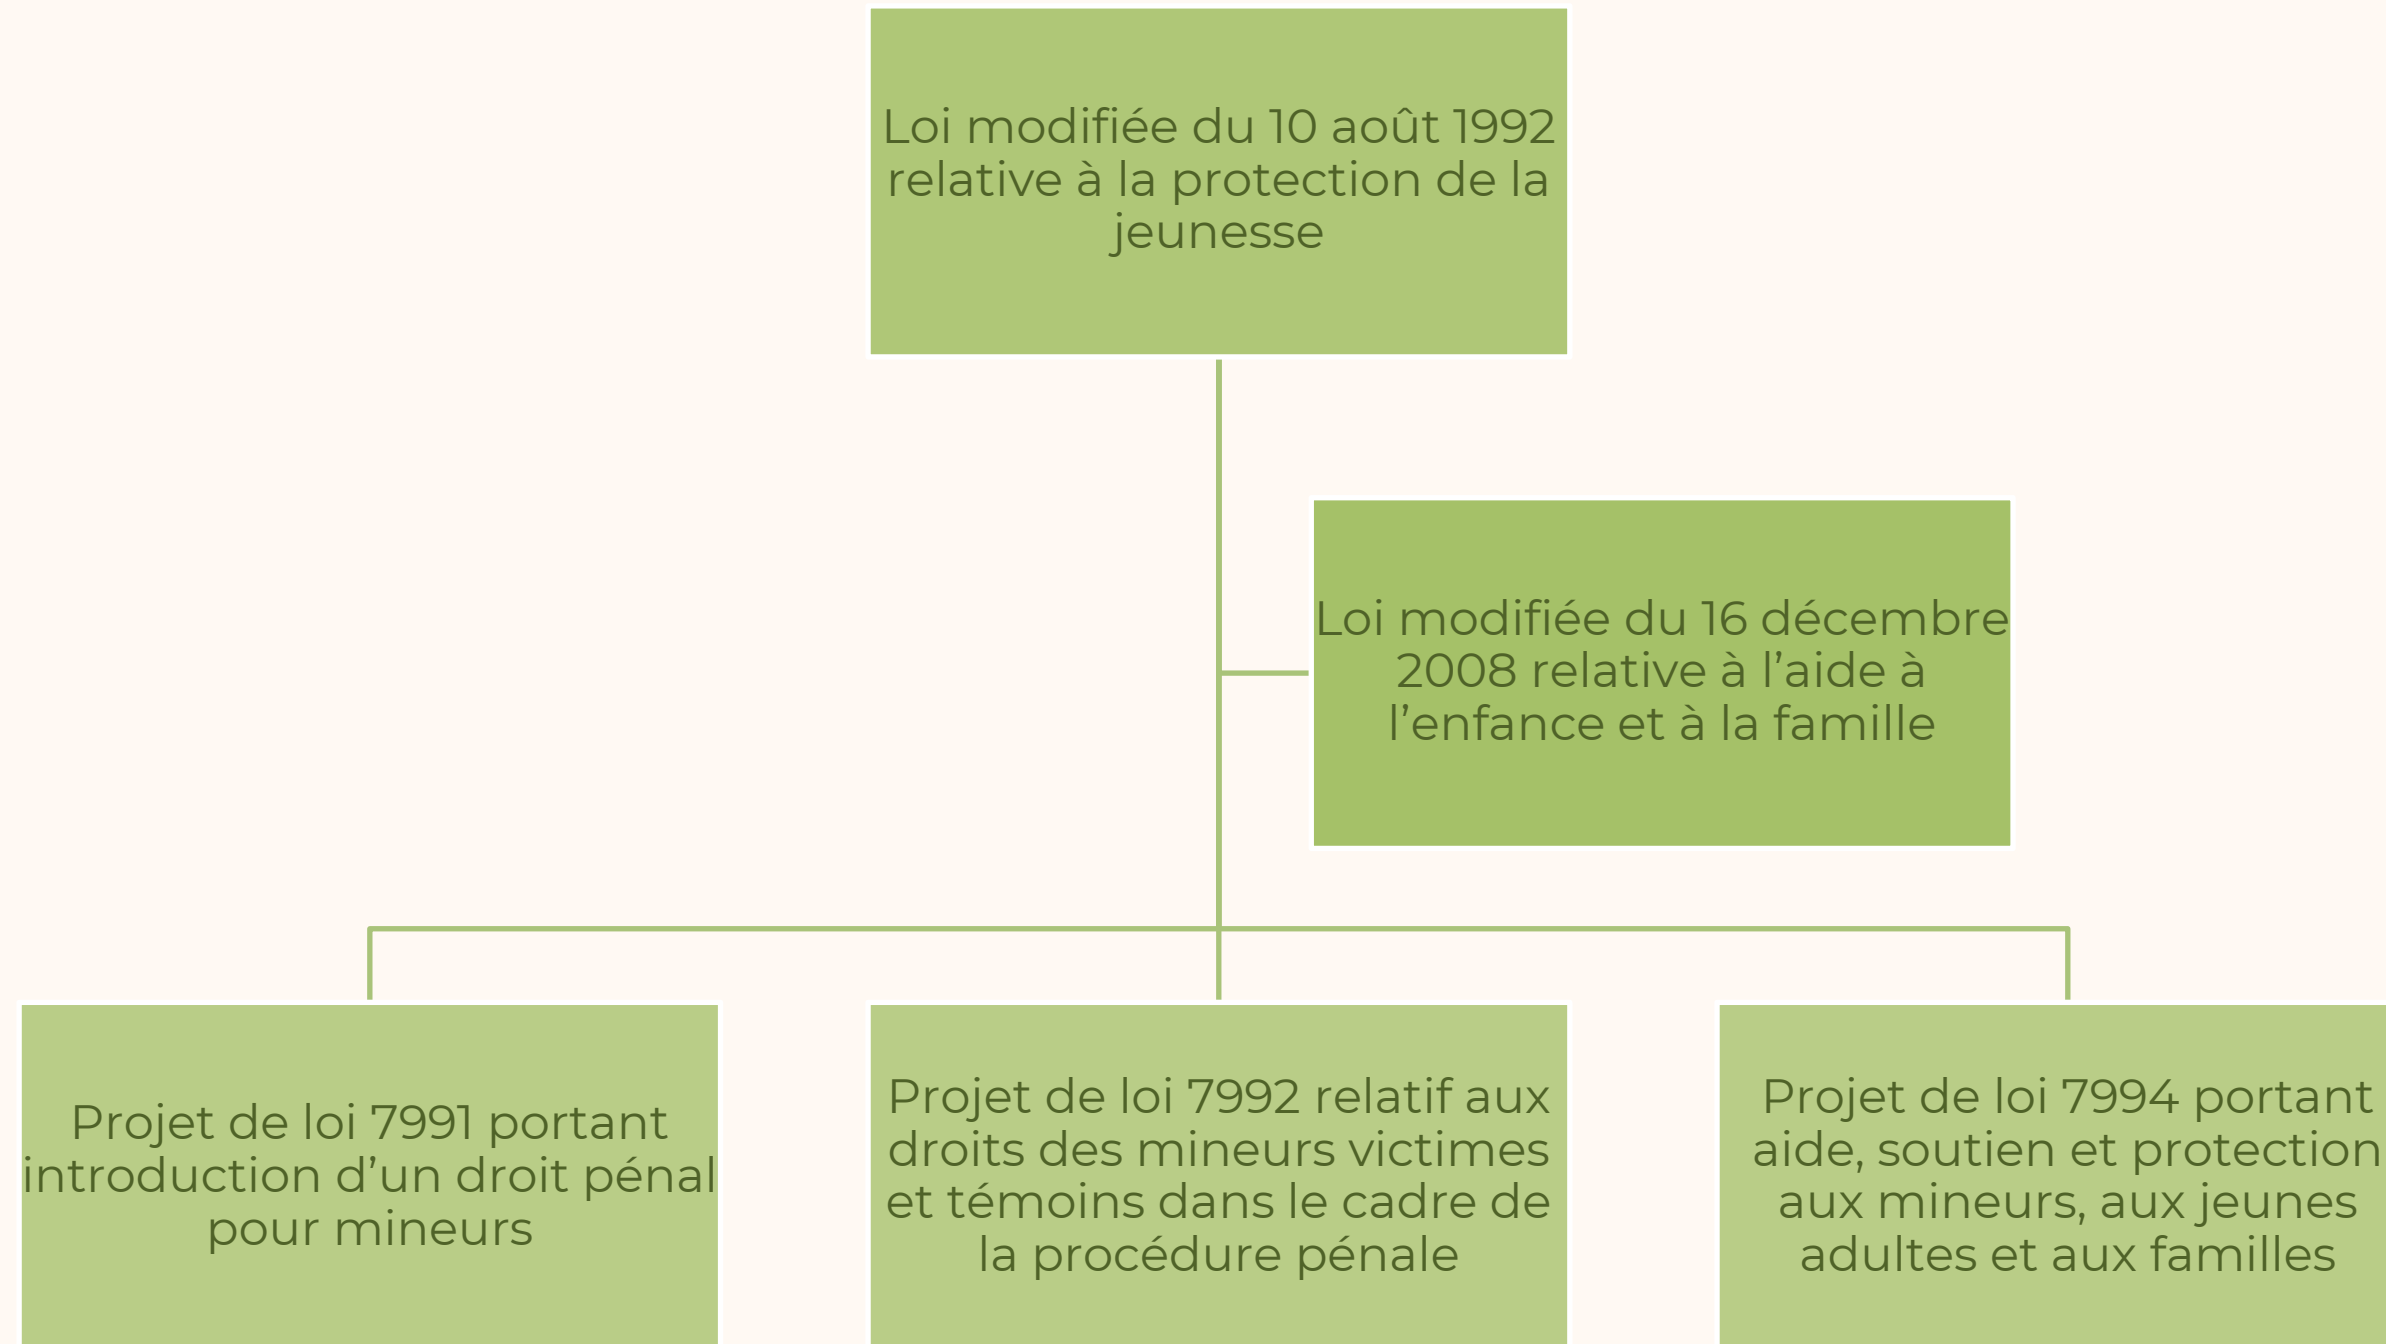 Loi modifiée du 10 août 1992
relative à la protection de la
jeunesse
Loi modifiée du 16 décembre
2008 relative à l’aide à
l’enfance et à la famille
Projet de loi 7991 portant
introduction d’un droit pénal
pour mineurs
Projet de loi 7992 relatif aux
droits des mineurs victimes
et témoins dans le cadre de
la procédure pénale
Projet de loi 7994 portant
aide, soutien et protection
aux mineurs, aux jeunes
adultes et aux familles